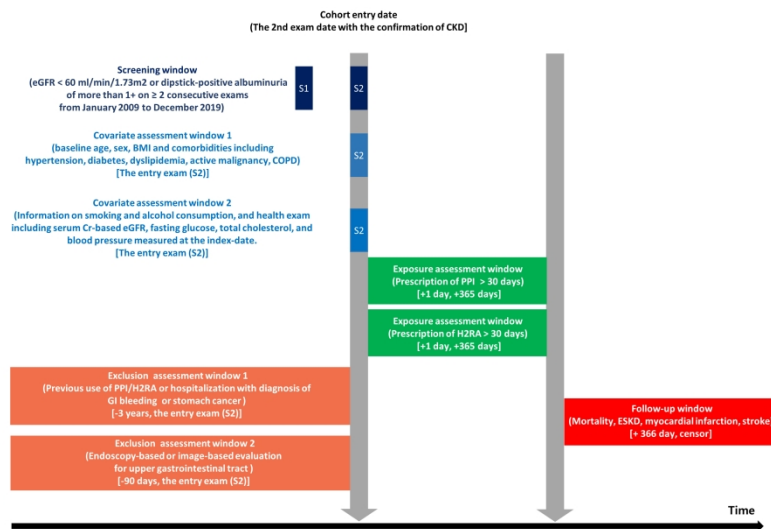 Cohort entry date
(The 2nd exam date with the confirmation of CKD]
Screening window
(eGFR < 60 ml/min/1.73m2 or dipstick-positive albuminuria
of more than 1+ on ≥ 2 consecutive exams
from January 2009 to December 2019)
S1
S2
Covariate assessment window 1
(baseline age, sex, BMI and comorbidities including
hypertension, diabetes, dyslipidemia, active malignancy, COPD)
[The entry exam (S2)]
S2
Covariate assessment window 2
(Information on smoking and alcohol consumption, and health exam
including serum Cr-based eGFR, fasting glucose, total cholesterol, and
blood pressure measured at the index-date.
[The entry exam (S2)]
S2
Exposure assessment window
(Prescription of PPI > 30 days)
[+1 day, +365 days]
Exposure assessment window
(Prescription of H2RA > 30 days)
[+1 day, +365 days]
Exclusion assessment window 1
(Previous use of PPI/H2RA or hospitalization with diagnosis of
GI bleeding or stomach cancer)
[-3 years, the entry exam (S2)]
Follow-up window
(Mortality, ESKD, myocardial infarction, stroke)
[+ 366 day, censor]
Exclusion assessment window 2
(Endoscopy-based or image-based evaluation
for upper gastrointestinal tract)
[-90 days, the entry exam (S2)]
Time